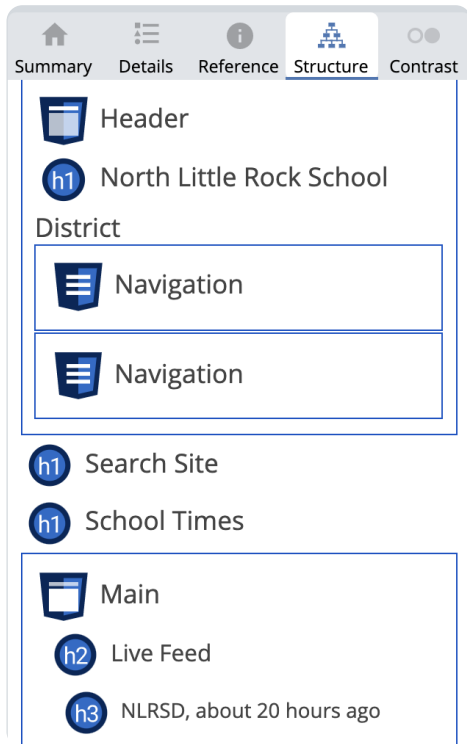 Summary Details Reference Structure Contrast
Header
h1 North Little Rock School
District
Navigation
Navigation
h1 Search Site
h1 School Times
Main
h2 Live Feed
h3 NLRSD, about 20 hours ago